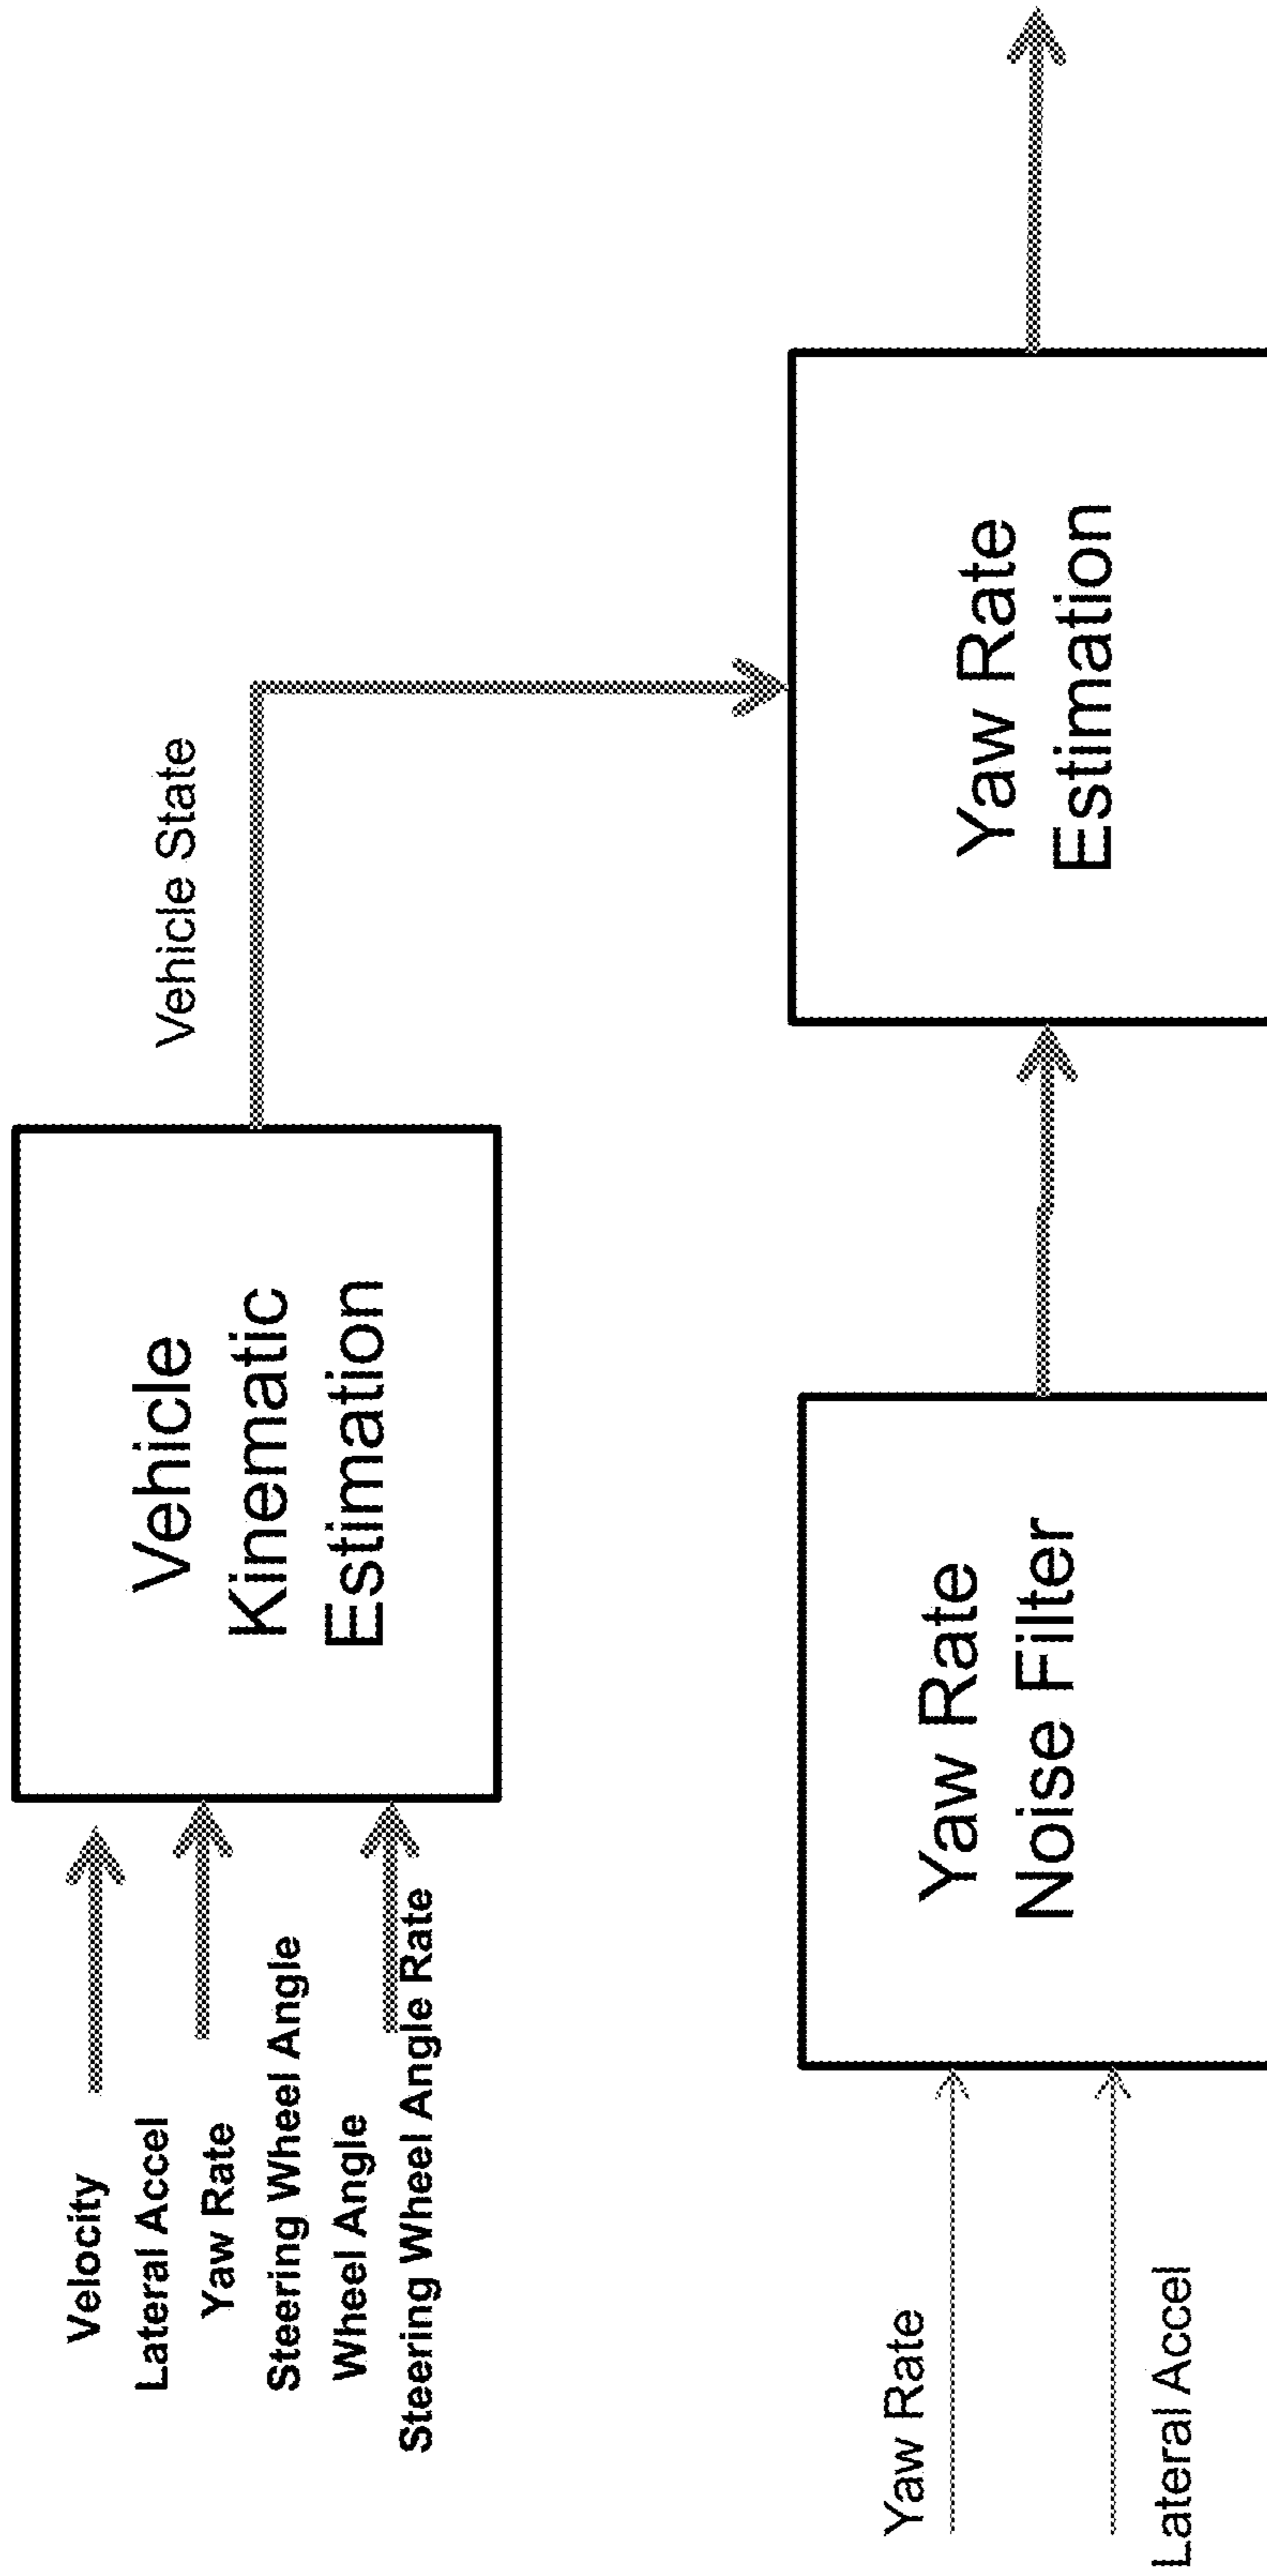 Velocity
Lateral Accel
Yaw Rate
Steering Wheel Angle
Wheel Angle
Steering Wheel Angle Rate
Vehicle
Kinematic
Estimation
Vehicle State
Yaw Rate
Lateral Accel
Yaw Rate
Noise Filter
Yaw Rate
Estimation